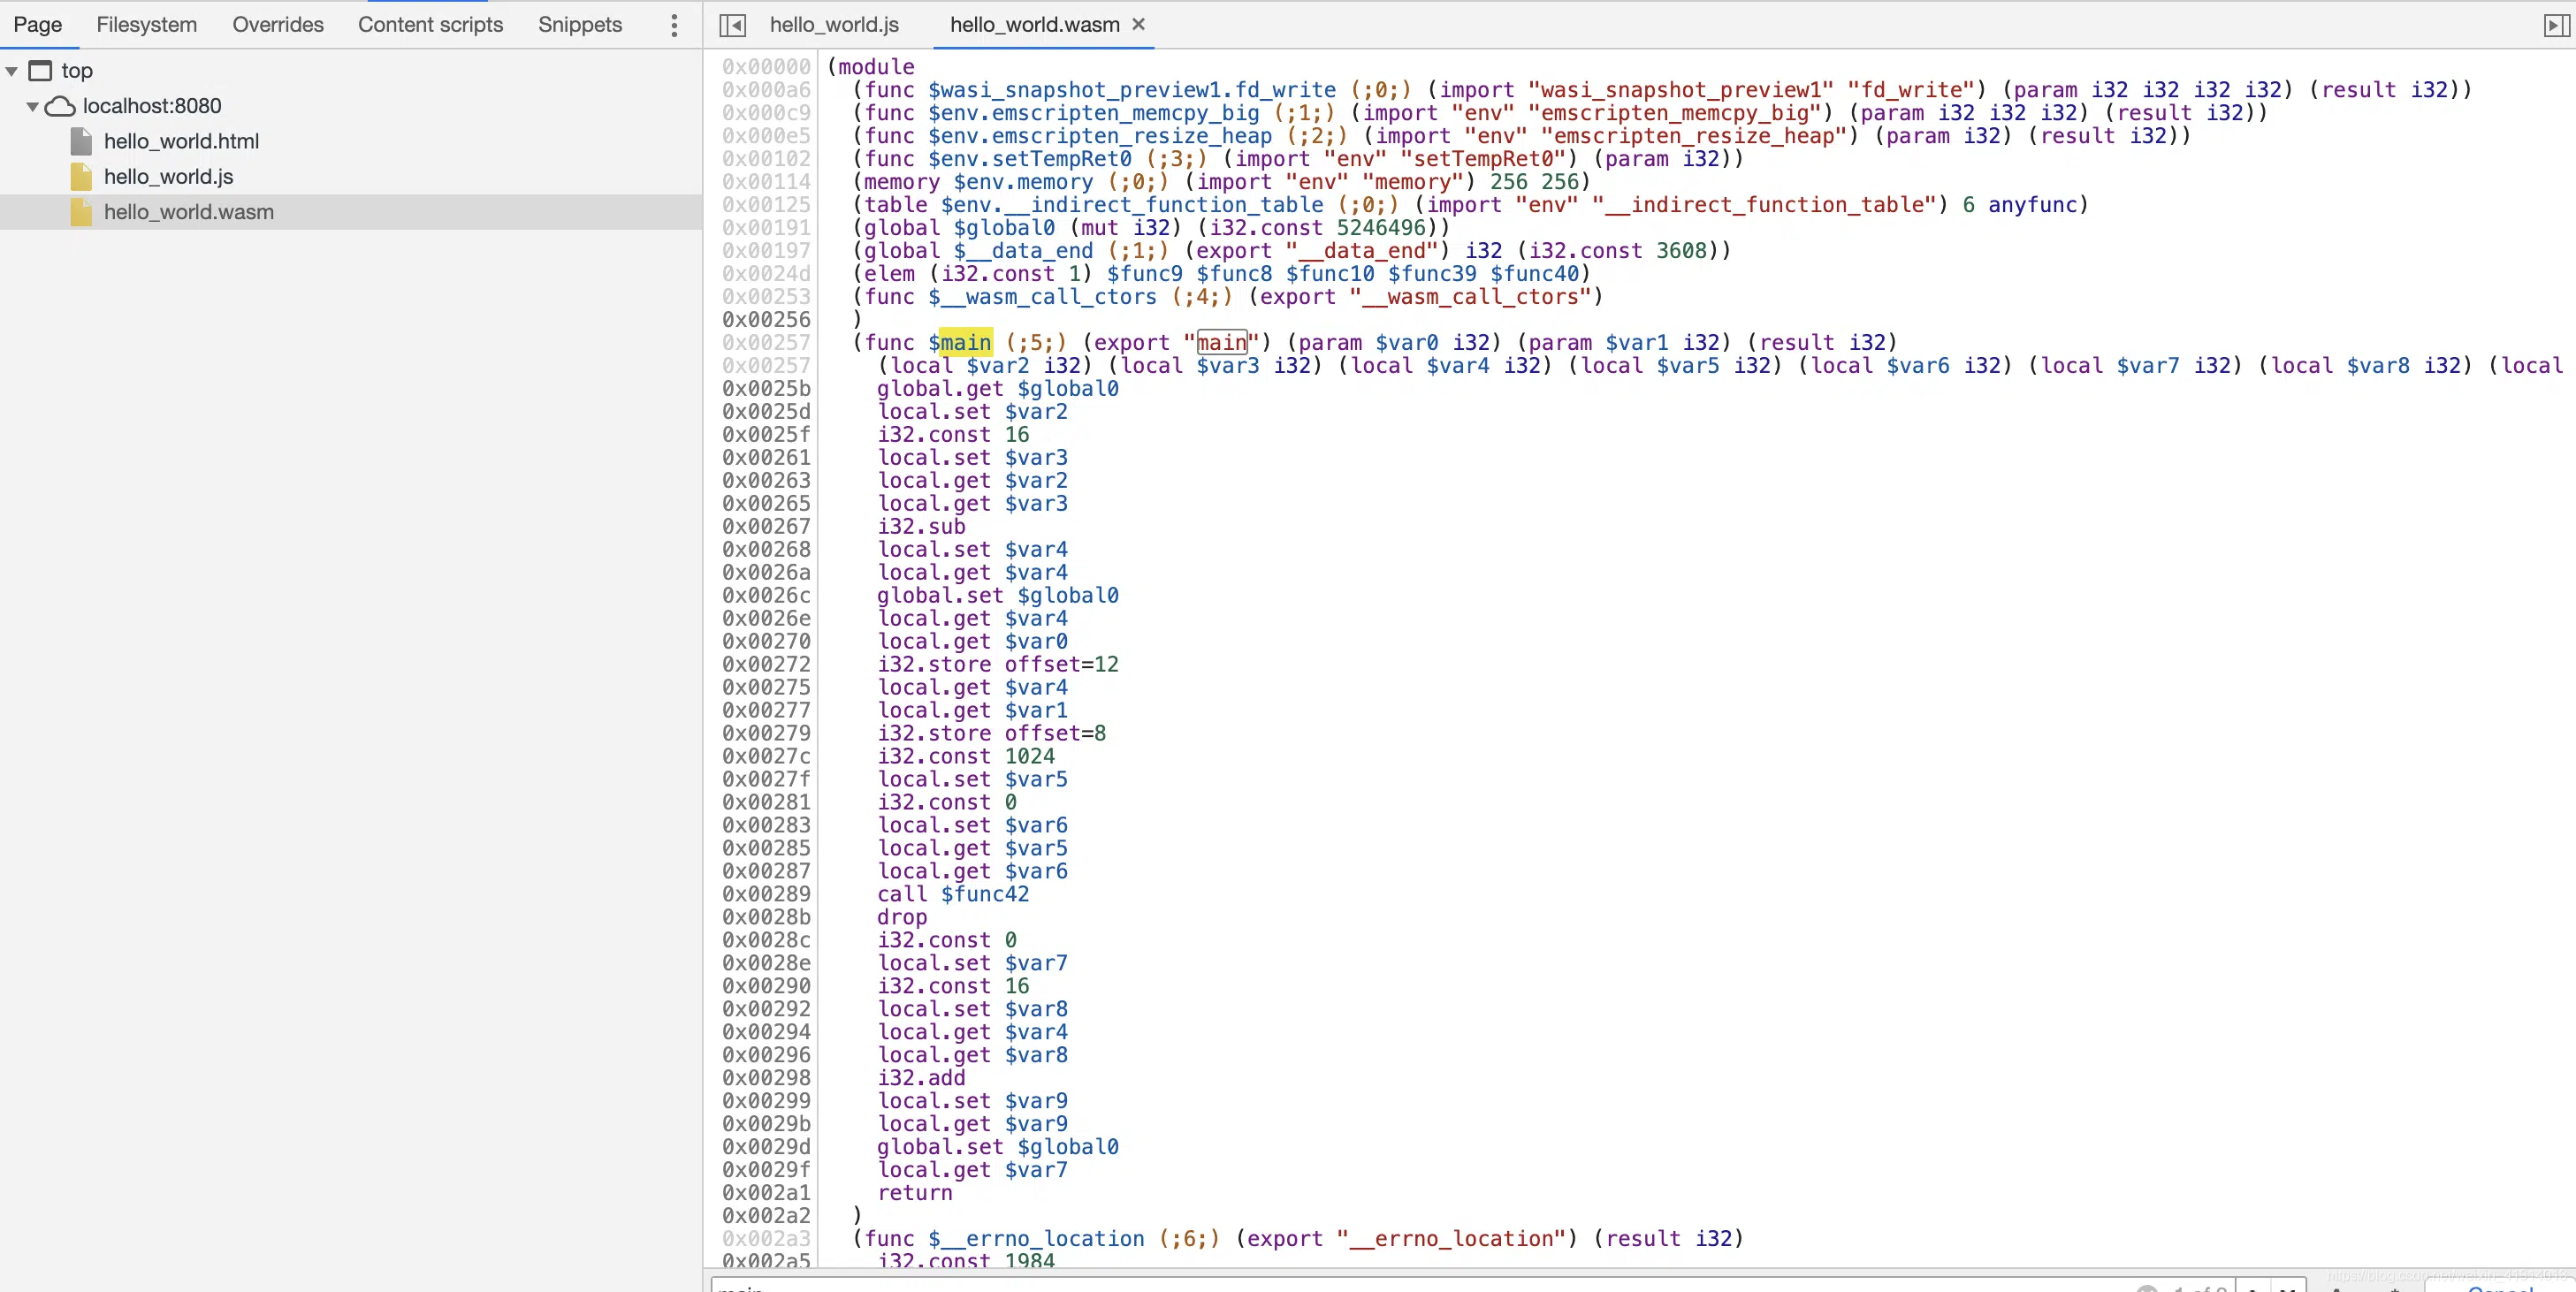 Page Filesystem Overrides Content scripts Snippets
top
localhost:8080
hello_world.html
hello_world.js
hello_world.wasm
hello_world.js hello_world.wasm ×
0x00000 (module
0x000a6 (func $wasi_snapshot_preview1.fd_write (;0;) (import "wasi_snapshot_preview1" "fd_write") (param i32 i32 i32 i32) (result i32))
0x000c9 (func $env.emscripten_memcpy_big (;1;) (import "env" "emscripten_memcpy_big") (param i32 i32 i32) (result i32))
0x000e5 (func $env.emscripten_resize_heap (;2;) (import "env" "emscripten_resize_heap") (param i32) (result i32))
0x00102 (func $env.setTempRet0 (;3;) (import "env" "setTempRet0") (param i32))
0x00114 (memory $env.memory (;0;) (import "env" "memory") 256 256)
0x00125 (table $env.__indirect_function_table (;0;) (import "env" "__indirect_function_table") 6 anyfunc)
0x00191 (global $global0 (mut i32) (i32.const 5246496))
0x00197 (global $__data_end (;1;) (export "__data_end") i32 (i32.const 3608))
0x0024d (elem (i32.const 1) $func9 $func8 $func10 $func39 $func40)
0x00253 (func $__wasm_call_ctors (;4;) (export "__wasm_call_ctors")
0x00256 )
0x00257 (func $main (;5;) (export "main") (param $var0 i32) (param $var1 i32) (result i32)
0x00257 (local $var2 i32) (local $var3 i32) (local $var4 i32) (local $var5 i32) (local $var6 i32) (local $var7 i32) (local $var8 i32) (local
0x0025b global.get $global0
0x0025d local.set $var2
0x0025f i32.const 16
0x00261 local.set $var3
0x00263 local.get $var2
0x00265 local.get $var3
0x00267 i32.sub
0x00268 local.set $var4
0x0026a local.get $var4
0x0026c global.set $global0
0x0026e local.get $var4
0x00270 local.get $var0
0x00272 i32.store offset=12
0x00275 local.get $var4
0x00277 local.get $var1
0x00279 i32.store offset=8
0x0027c i32.const 1024
0x0027f local.set $var5
0x00281 i32.const 0
0x00283 local.set $var6
0x00285 local.get $var5
0x00287 local.get $var6
0x00289 call $func42
0x0028b drop
0x0028c i32.const 0
0x0028e local.set $var7
0x00290 i32.const 16
0x00292 local.set $var8
0x00294 local.get $var4
0x00296 local.get $var8
0x00298 i32.add
0x00299 local.set $var9
0x0029b local.get $var9
0x0029d global.set $global0
0x0029f local.get $var7
0x002a1 return
0x002a2 )
0x002a3 (func $__errno_location (;6;) (export "__errno_location") (result i32)
0x002a5 i32.const 1984